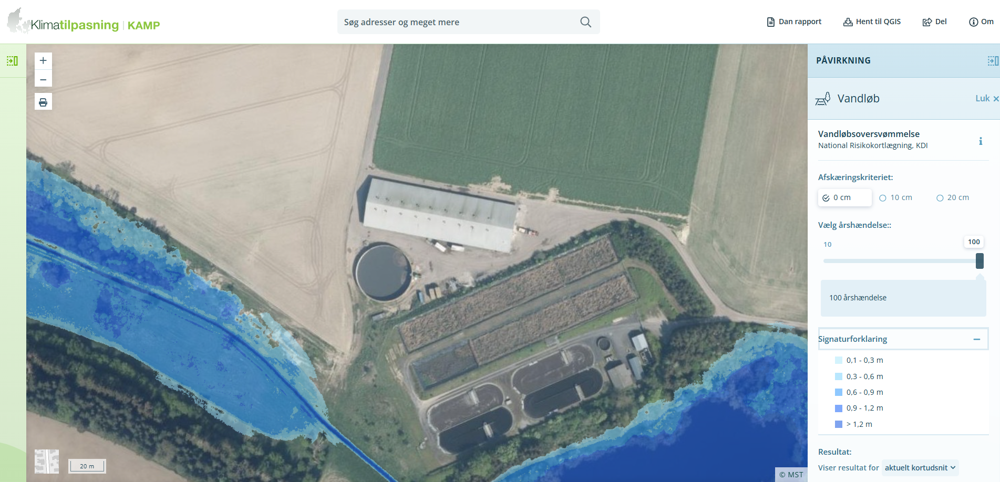 Klimatilpasning | KAMP
Søg adresser og meget mere
Dan rapport
Hent til QGIS
Del
Om
+
−
20 m
© MST
PÅVIRKNING
Vandløb
Luk ×
Vandløbsoversvømmelse
National Risikokortlægning, KDI
Afskæringskriteriet:
0 cm
10 cm
20 cm
Vælg årshændelse::
10
100
100 årshændelse
Signaturforklaring
0,1 - 0,3 m
0,3 - 0,6 m
0,6 - 0,9 m
0,9 - 1,2 m
> 1,2 m
Resultat:
Viser resultat for aktuelt kortudsnit